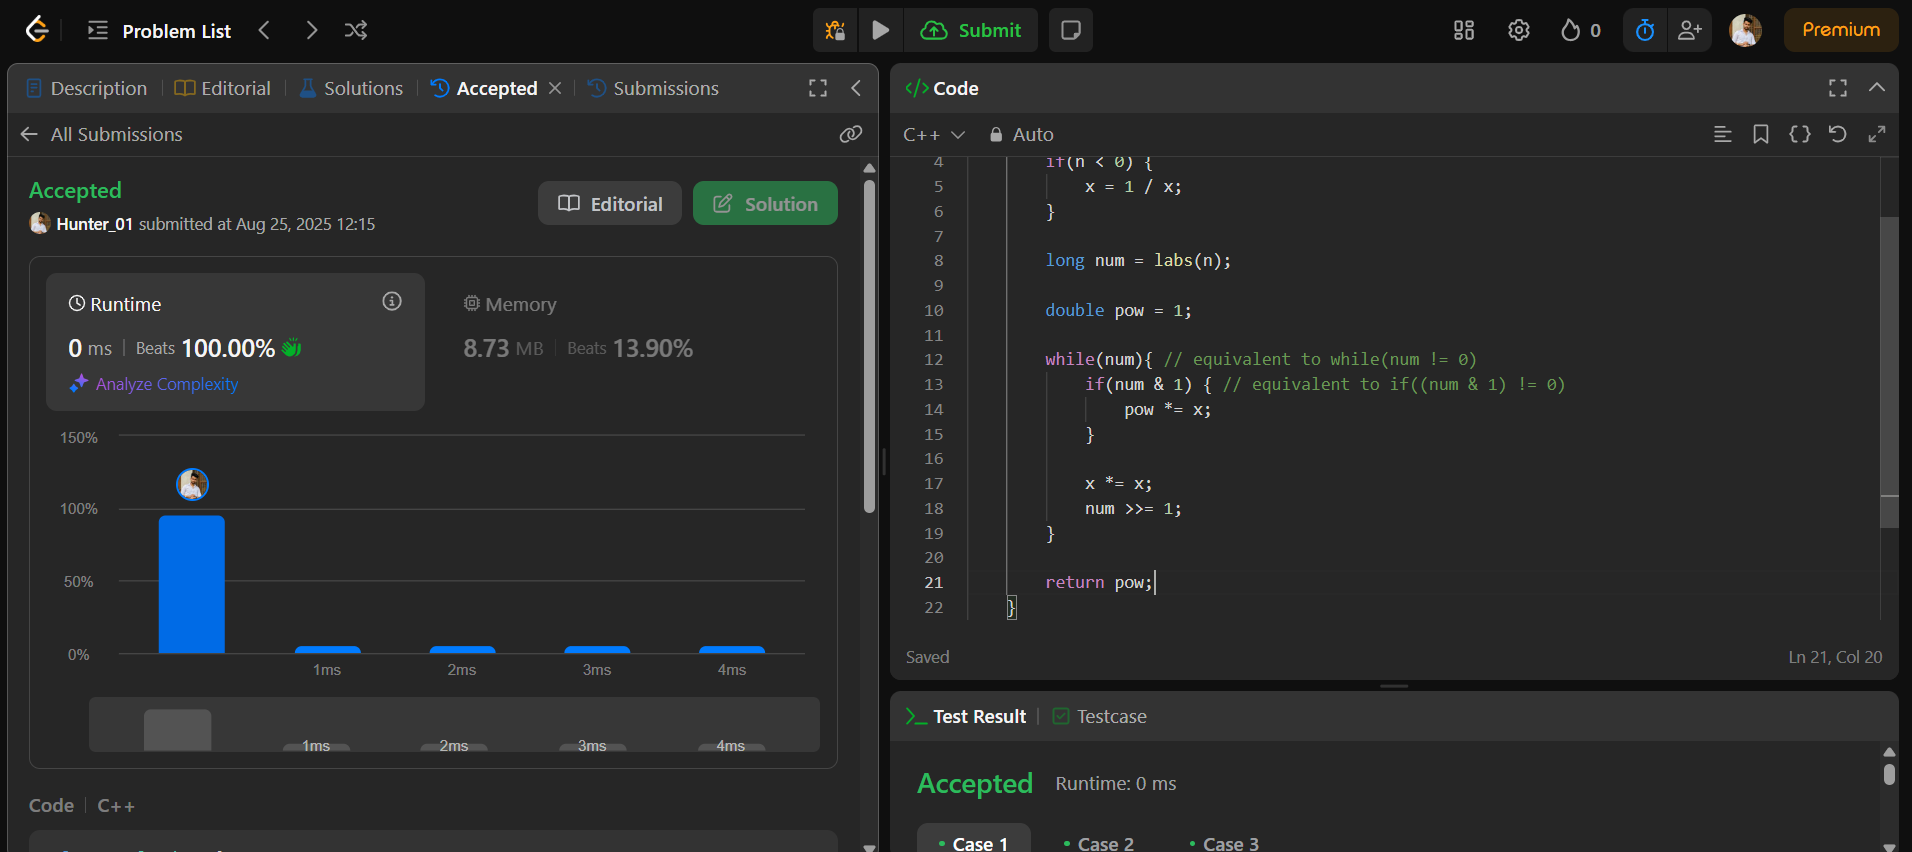 Problem List
Submit
0
Premium
Description
Editorial
Solutions
Accepted
Submissions
All Submissions
Accepted
Hunter_01 submitted at Aug 25, 2025 12:15
Editorial
Solution
Runtime
0 ms | Beats 100.00%
Analyze Complexity
Memory
8.73 MB | Beats 13.90%
150%
100%
50%
0%
1ms 2ms 3ms 4ms
1ms 2ms 3ms 4ms
Code | C++
</> Code
C++
Auto
4 if(n < 0) {
5 x = 1 / x;
6 }
7
8 long num = labs(n);
9
10 double pow = 1;
11
12 while(num){ // equivalent to while(num != 0)
13 if(num & 1) { // equivalent to if((num & 1) != 0)
14 pow *= x;
15 }
16
17 x *= x;
18 num >>= 1;
19 }
20
21 return pow;
22 }
Saved
Ln 21, Col 20
Test Result | Testcase
Accepted Runtime: 0 ms
• Case 1 • Case 2 • Case 3